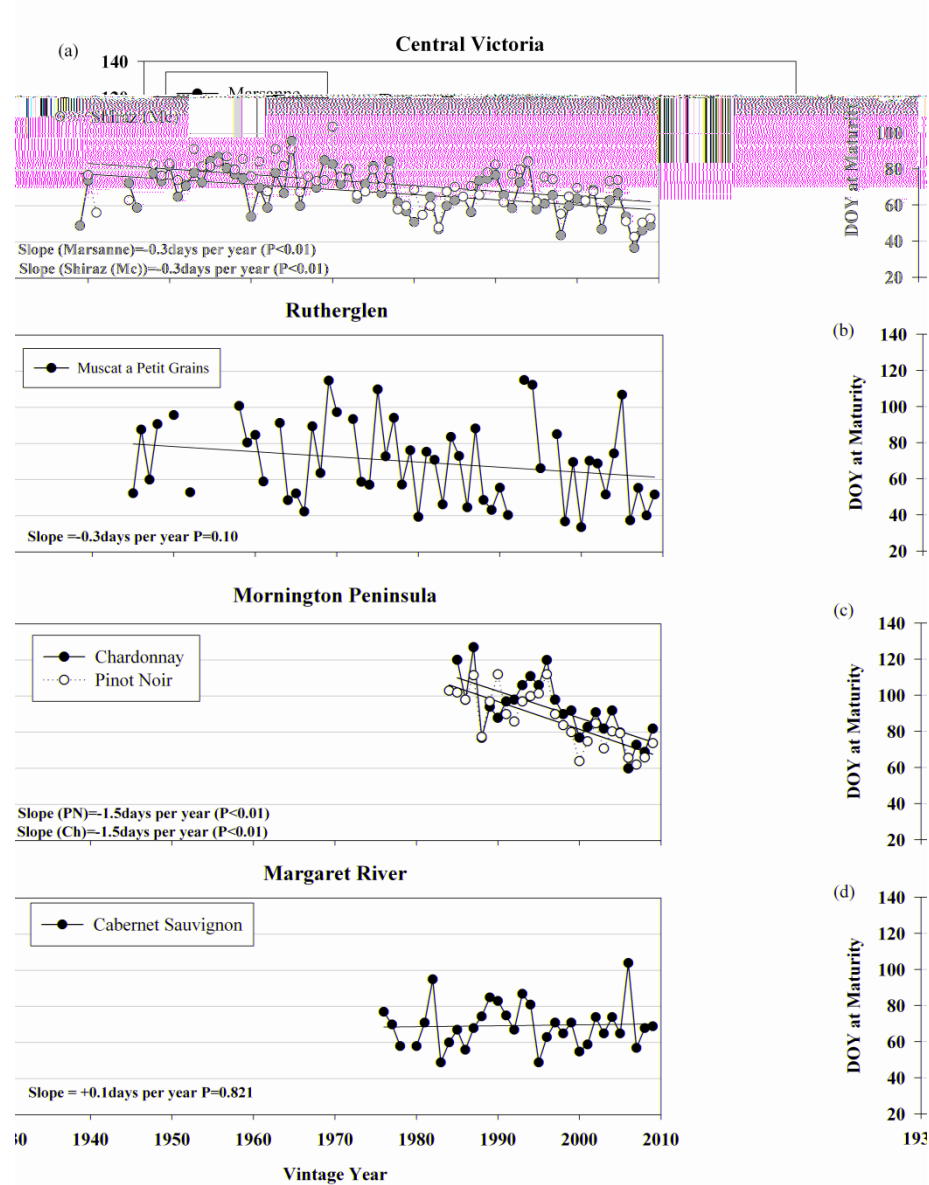 (a)
Central Victoria
140
Marsanne
Shiraz (Mc)
100
80
60
40
20
DOY at Maturity
Slope (Marsanne)=-0.3days per year (P<0.01)
Slope (Shiraz (Mc))=-0.3days per year (P<0.01)
Rutherglen
(b)
Muscat a Petit Grains
140
120
100
80
60
40
20
DOY at Maturity
Slope =-0.3days per year P=0.10
Mornington Peninsula
(c)
Chardonnay
Pinot Noir
140
120
100
80
60
40
20
DOY at Maturity
Slope (PN)=-1.5days per year (P<0.01)
Slope (Ch)=-1.5days per year (P<0.01)
Margaret River
(d)
Cabernet Sauvignon
140
120
100
80
60
40
20
DOY at Maturity
Slope = +0.1days per year P=0.821
30 1940 1950 1960 1970 1980 1990 2000 2010 193
Vintage Year